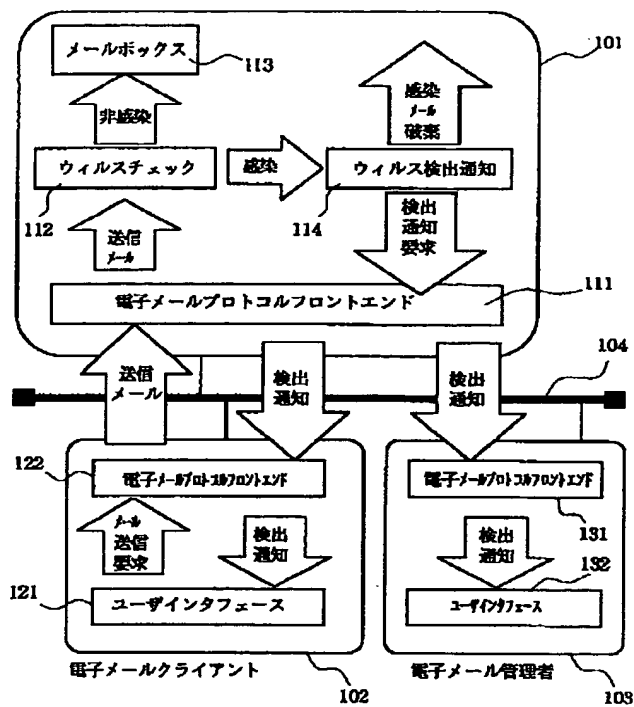 メールボックス
113
101
非感染
感染
メール
破棄
ウィルスチェック
112
感染
ウィルス検出通知
114
送信
メール
検出
通知
要求
電子メールプロトコルフロントエンド
111
送信
メール
検出
通知
検出
通知
104
122
電子メールプロトコルフロントエンド
電子メールプロトコルフロントエンド
131
メール
送信
要求
検出
通知
検出
通知
132
121
ユーザインタフェース
ユーザインタフェース
電子メールクライアント
102
電子メール管理者
103